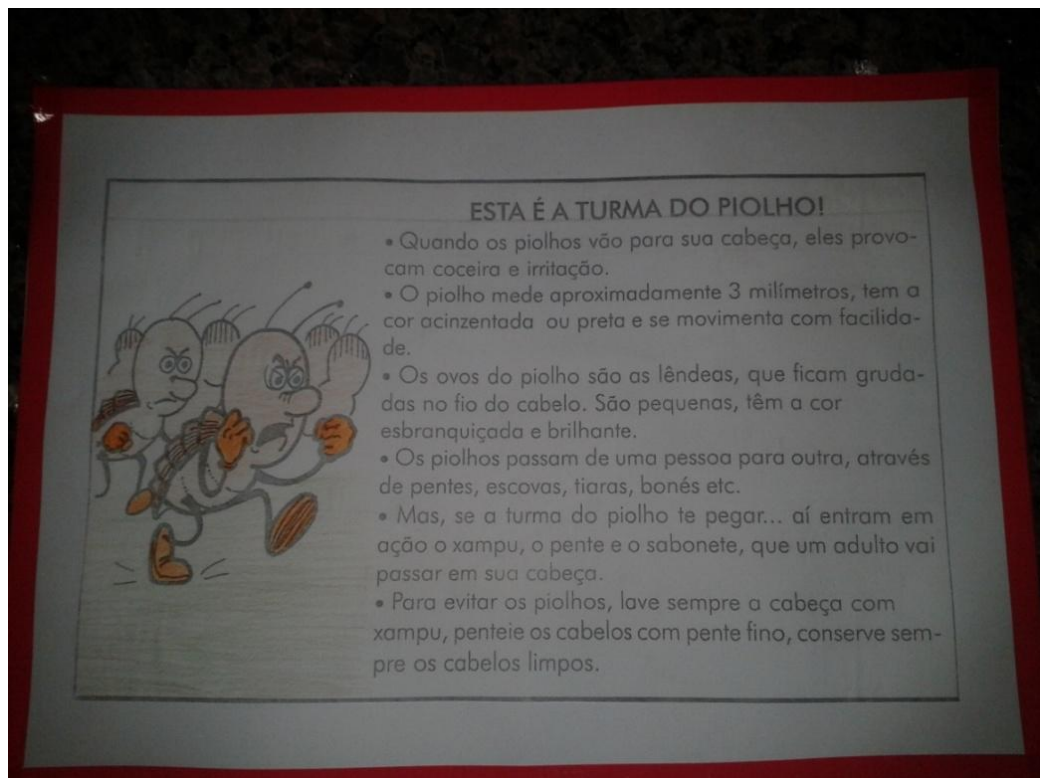 ESTA É A TURMA DO PIOLHO!
• Quando os piolhos vão para sua cabeça, eles provo-
cam coceira e irritação.
• O piolho mede aproximadamente 3 milímetros, tem a
cor acinzentada ou preta e se movimenta com facilida-
de.
• Os ovos do piolho são as lêndeas, que ficam gruda-
das no fio do cabelo. São pequenas, têm a cor
esbranquiçada e brilhante.
• Os piolhos passam de uma pessoa para outra, através
de pentes, escovas, tiaras, bonés etc.
• Mas, se a turma do piolho te pegar... aí entram em
ação o xampu, o pente e o sabonete, que um adulto vai
passar em sua cabeça.
• Para evitar os piolhos, lave sempre a cabeça com
xampu, penteie os cabelos com pente fino, conserve sem-
pre os cabelos limpos.